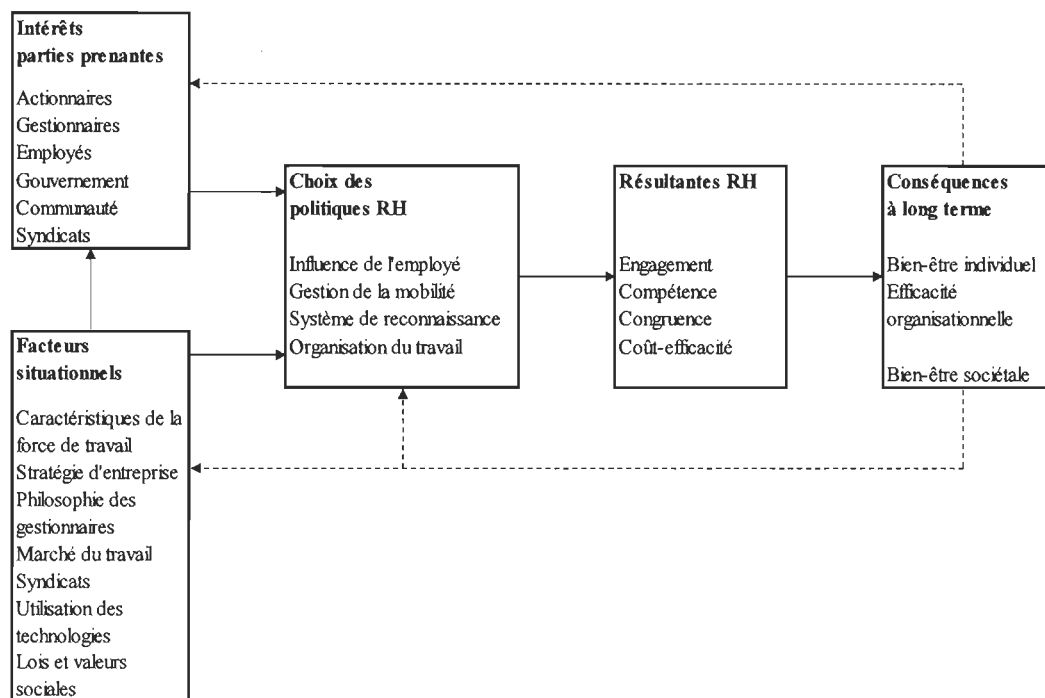 Intérêts
parties prenantes
Actionnaires
Gestionnaires
Employés
Gouvernement
Communauté
Syndicats
Facteurs
situationnels
Caractéristiques de la
force de travail
Stratégie d'entreprise
Philosophie des
gestionnaires
Marché du travail
Syndicats
Utilisation des
technologies
Lois et valeurs
sociales
Choix des
politiques RH
Influence de l'employé
Gestion de la mobilité
Système de reconnaissance
Organisation du travail
Résultantes RH
Engagement
Compétence
Congruence
Coût-efficacité
Conséquences
à long terme
Bien-être individuel
Efficacité
organisationnelle
Bien-être sociétale